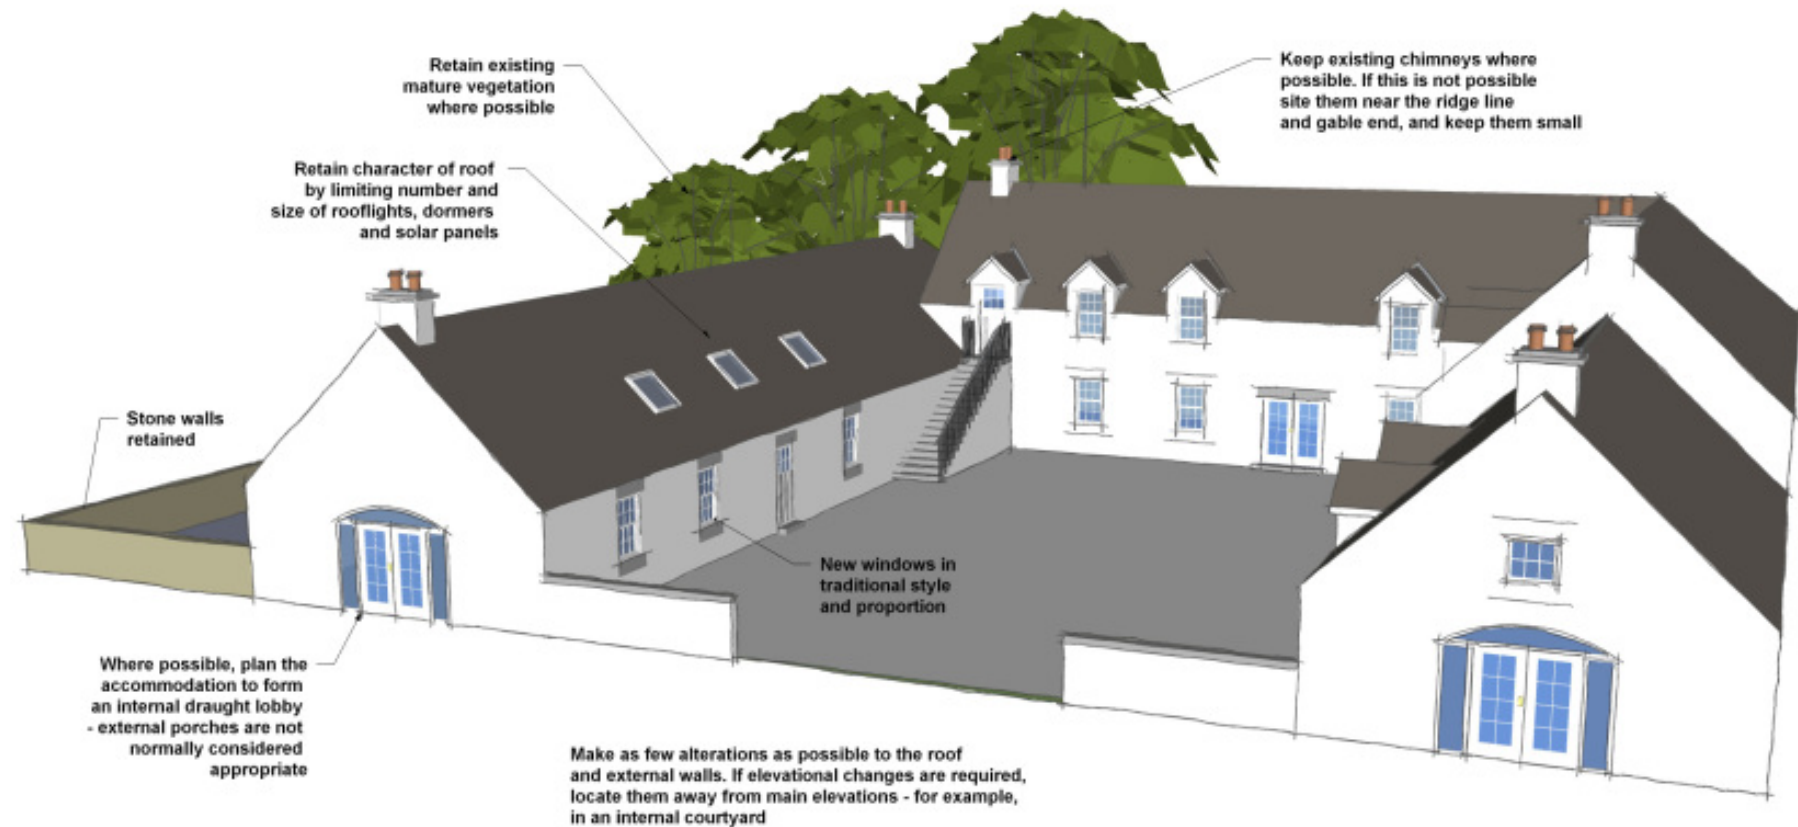 Retain existing
mature vegetation
where possible
Keep existing chimneys where
possible. If this is not possible
site them near the ridge line
and gable end, and keep them small
Retain character of roof
by limiting number and
size of rooflights, dormers
and solar panels
Stone walls
retained
New windows in
traditional style
and proportion
Where possible, plan the
accommodation to form
an internal draught lobby
- external porches are not
normally considered
appropriate
Make as few alterations as possible to the roof
and external walls. If elevational changes are required,
locate them away from main elevations - for example,
in an internal courtyard